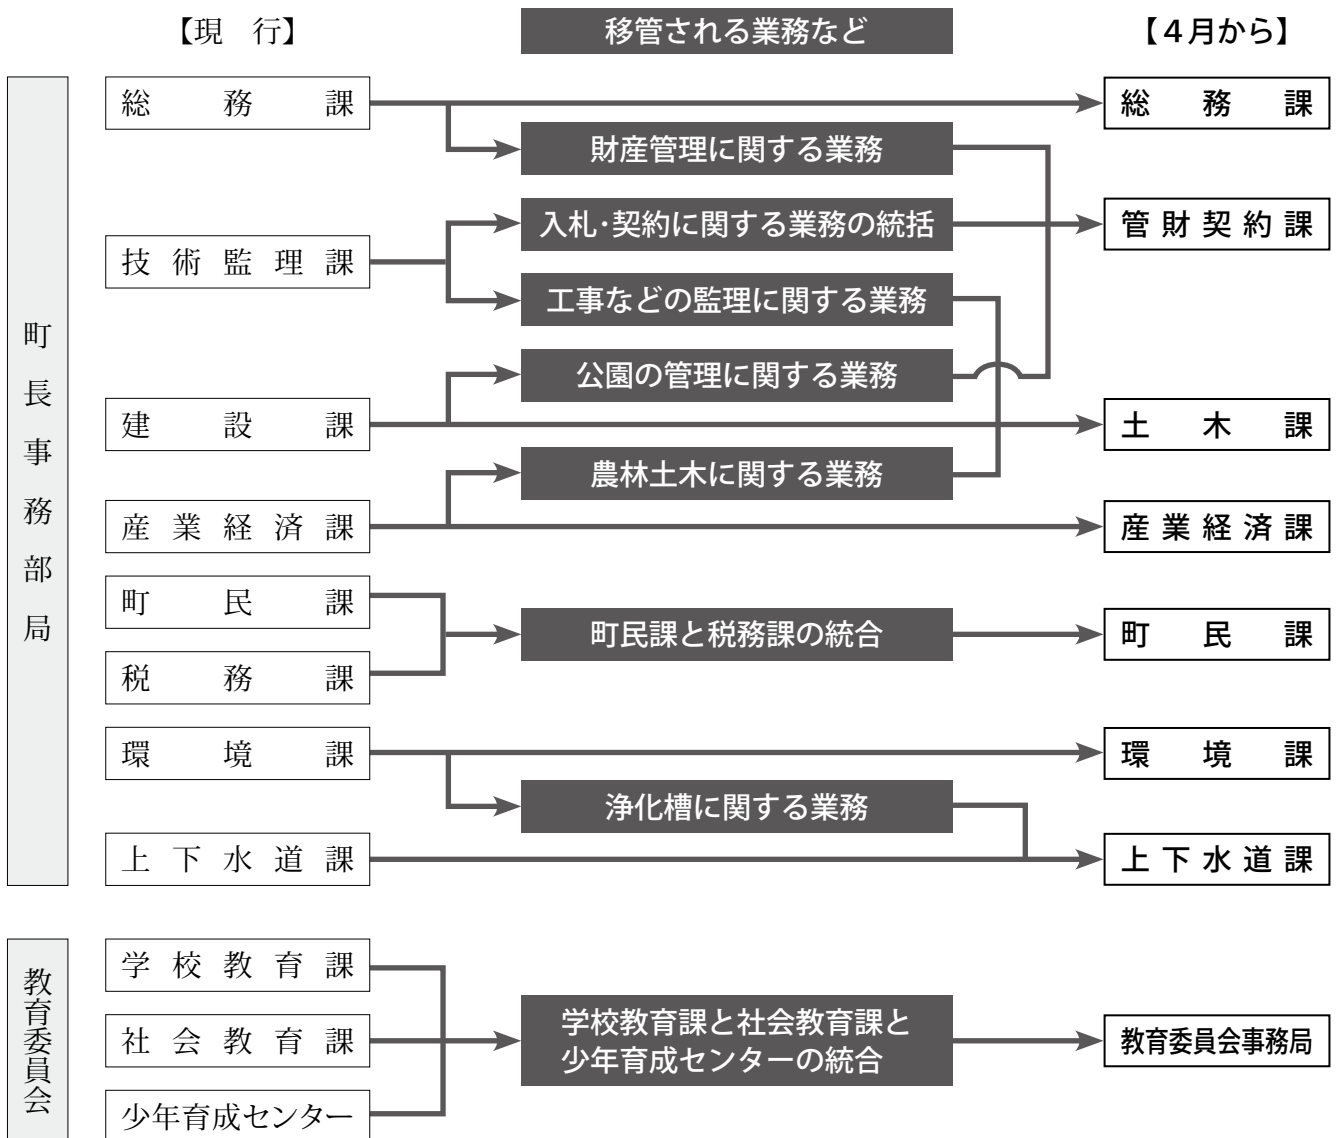 【現　行】
移管される業務など
【４月から】
町長事務部局
総務課
総務課
財産管理に関する業務
入札・契約に関する業務の統括
管財契約課
技術監理課
工事などの監理に関する業務
公園の管理に関する業務
建設課
土木課
農林土木に関する業務
産業経済課
産業経済課
町民課
町民課と税務課の統合
町民課
税務課
環境課
環境課
浄化槽に関する業務
上下水道課
上下水道課
教育委員会
学校教育課
社会教育課
学校教育課と社会教育課と
少年育成センターの統合
教育委員会事務局
少年育成センター